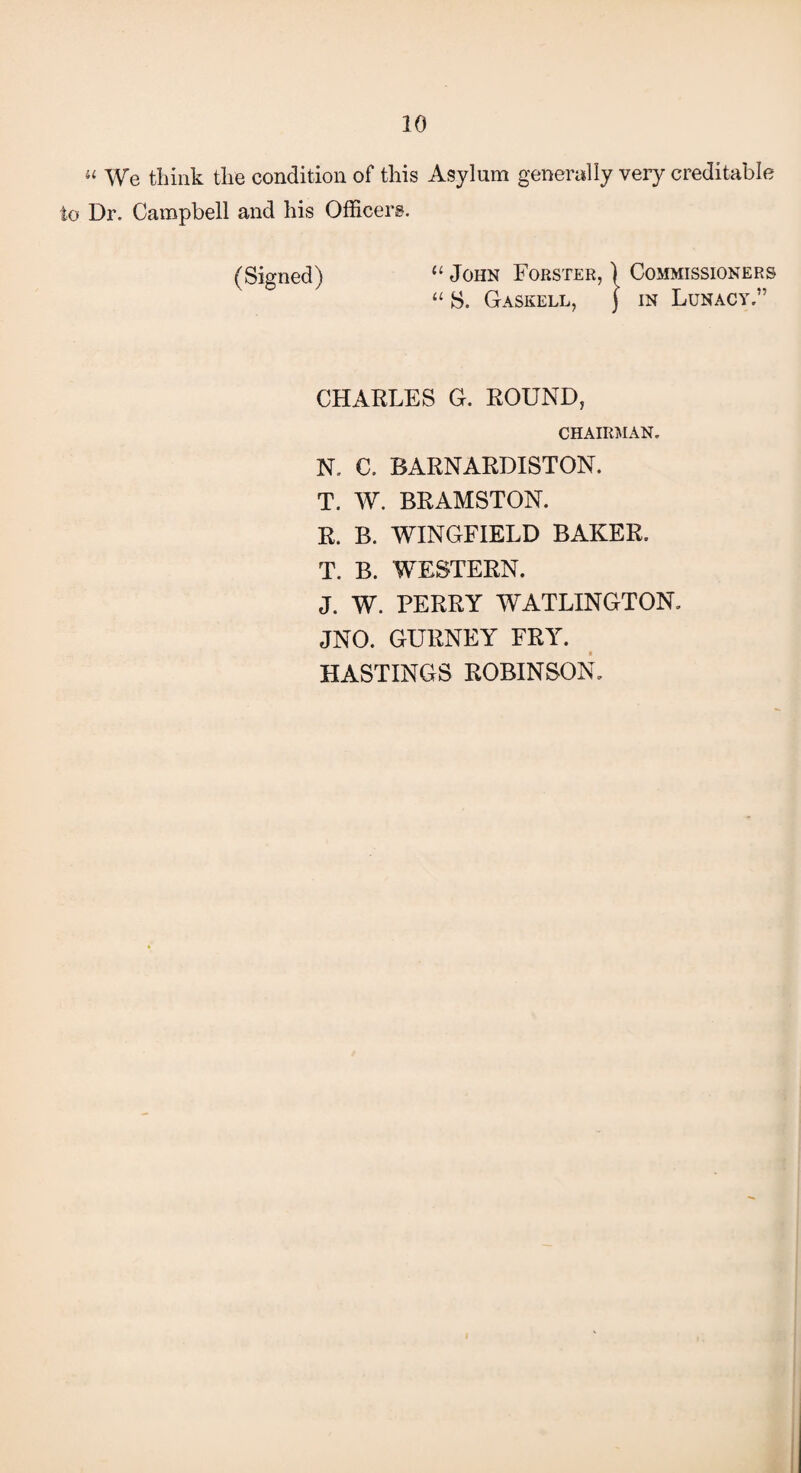 10
“ We think the condition of this Asylum generally very creditable
to Dr. Campbell and his Officers.
(Signed) “ John Forster, } Commissioners
“ S. Gaskell, } in Lunacy.”
CHARLES G. ROUND,
CHAIRMAN.
N. C. BARNARDISTON.
T. W. BRAMSTON.
R. B. WINGFIELD BAKER.
T. B. WESTERN.
J. W. PERRY WATLINGTON.
JNO. GURNEY FRY.
HASTINGS ROBINSON.